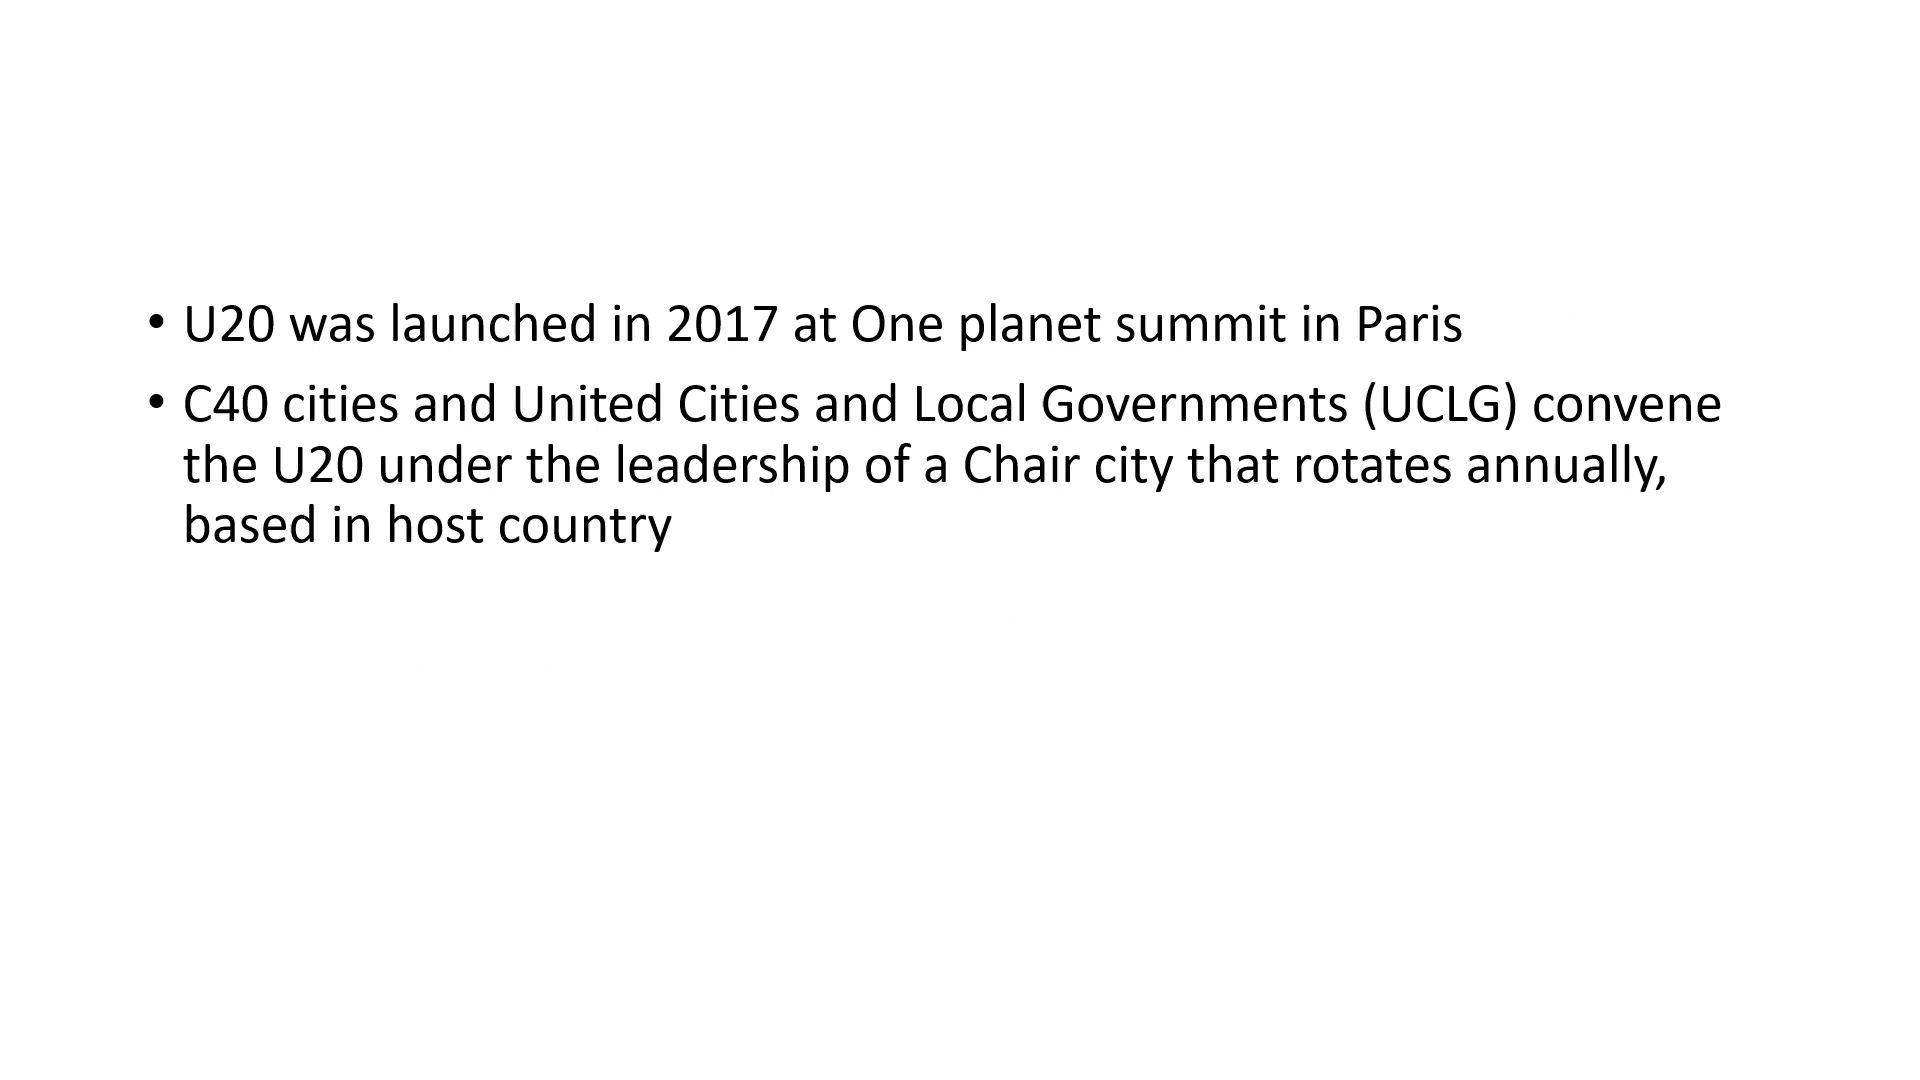 • U20 was launched in 2017 at One planet summit in Paris
• C40 cities and United Cities and Local Governments (UCLG) convene
the U20 under the leadership of a Chair city that rotates annually,
based in host country